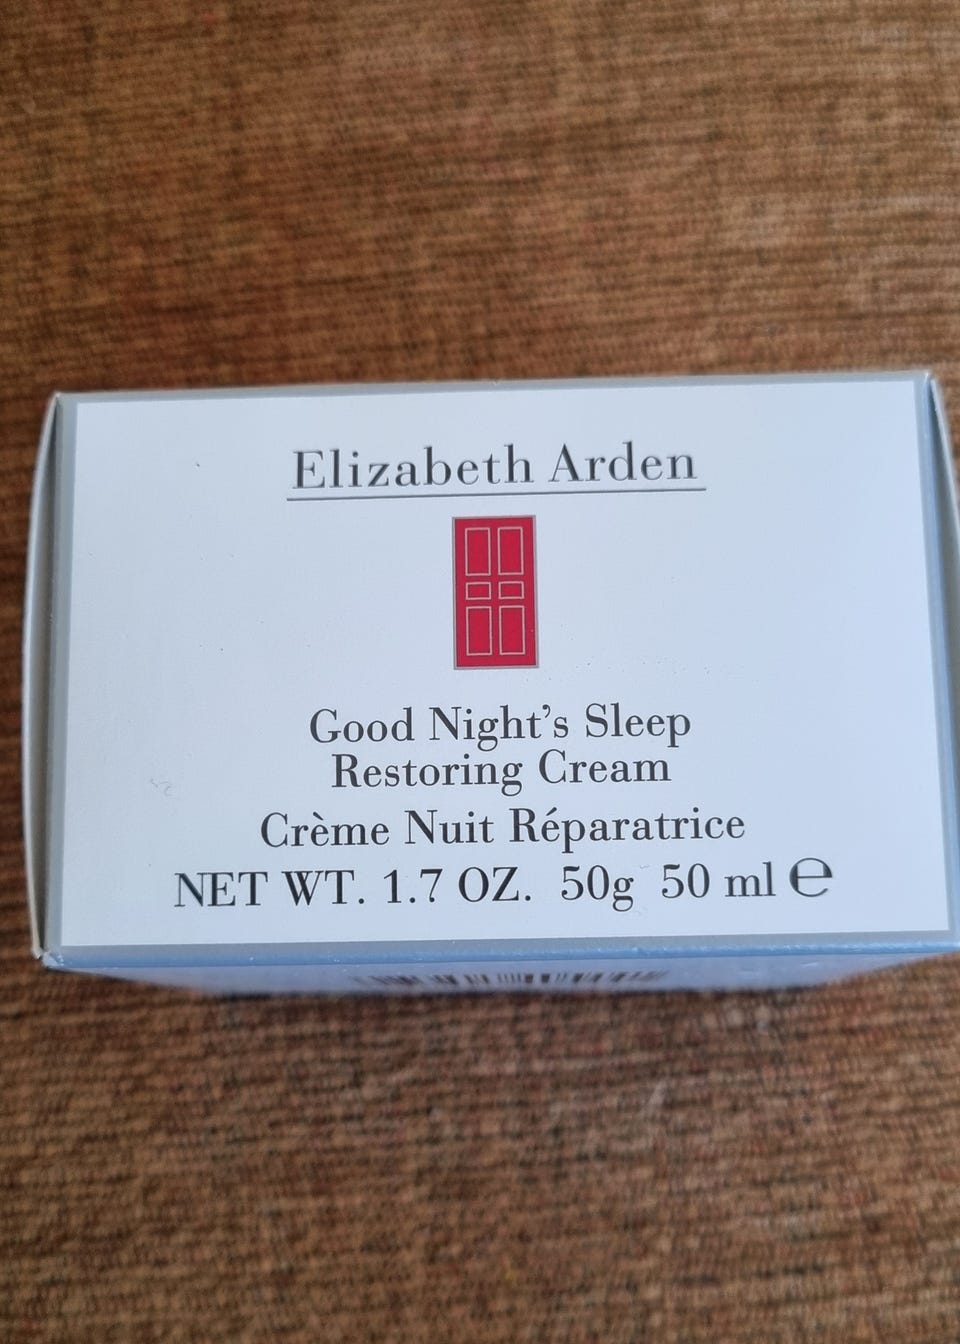 Elizabeth Arden
Good Night’s Sleep
Restoring Cream
Crème Nuit Réparatrice
NET WT. 1.7 OZ. 50g 50 ml ℮